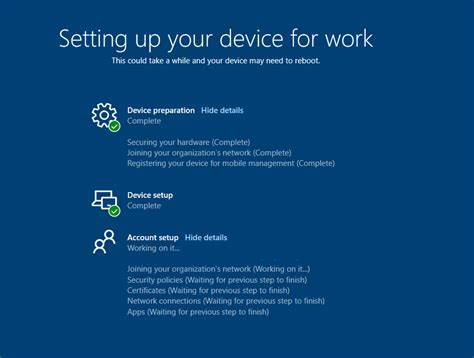 Setting up your device for work
This could take a while and your device may need to reboot.
Device preparation Hide details
Complete
Securing your hardware (Complete)
Joining your organization's network (Complete)
Registering your device for mobile management (Complete)
Device setup
Complete
Account setup Hide details
Working on it...
Joining your organization's network (Working on it...)
Security policies (Waiting for previous step to finish)
Certificates (Waiting for previous step to finish)
Network connections (Waiting for previous step to finish)
Apps (Waiting for previous step to finish)